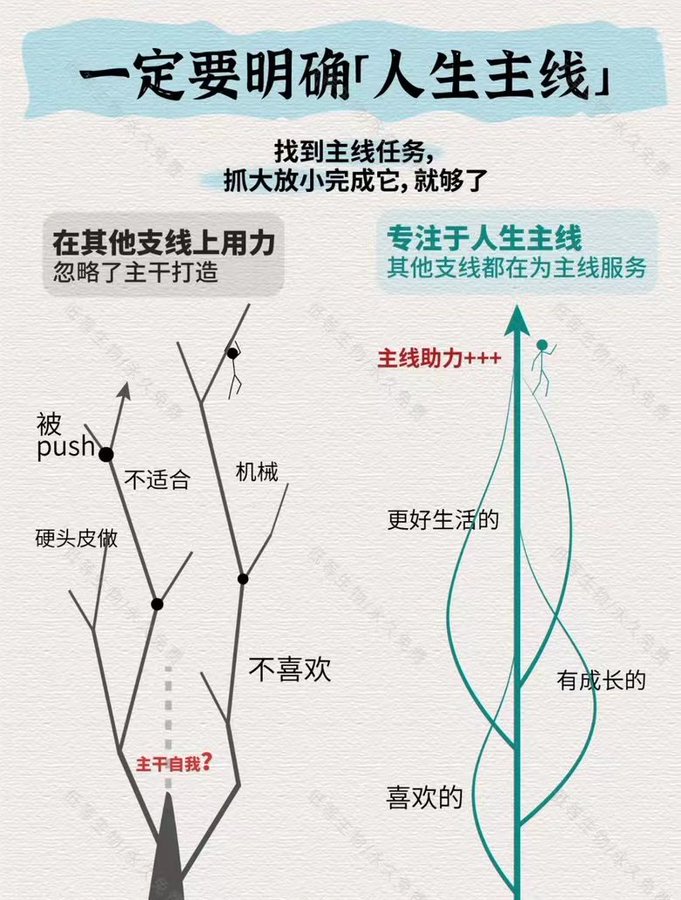 一定要明确「人生主线」
找到主线任务,
抓大放小完成它, 就够了
在其他支线上用力
忽略了主干打造
专注于人生主线
其他支线都在为主线服务
主线助力+++
被
push
不适合
机械
硬头皮做
更好生活的
不喜欢
有成长的
主干自我?
喜欢的